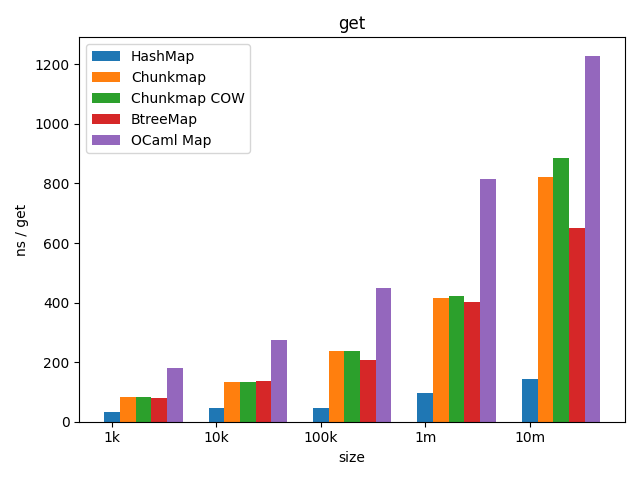 get
HashMap
Chunkmap
Chunkmap COW
BtreeMap
OCaml Map
ns / get
1200
1000
800
600
400
200
0
1k 10k 100k 1m 10m
size